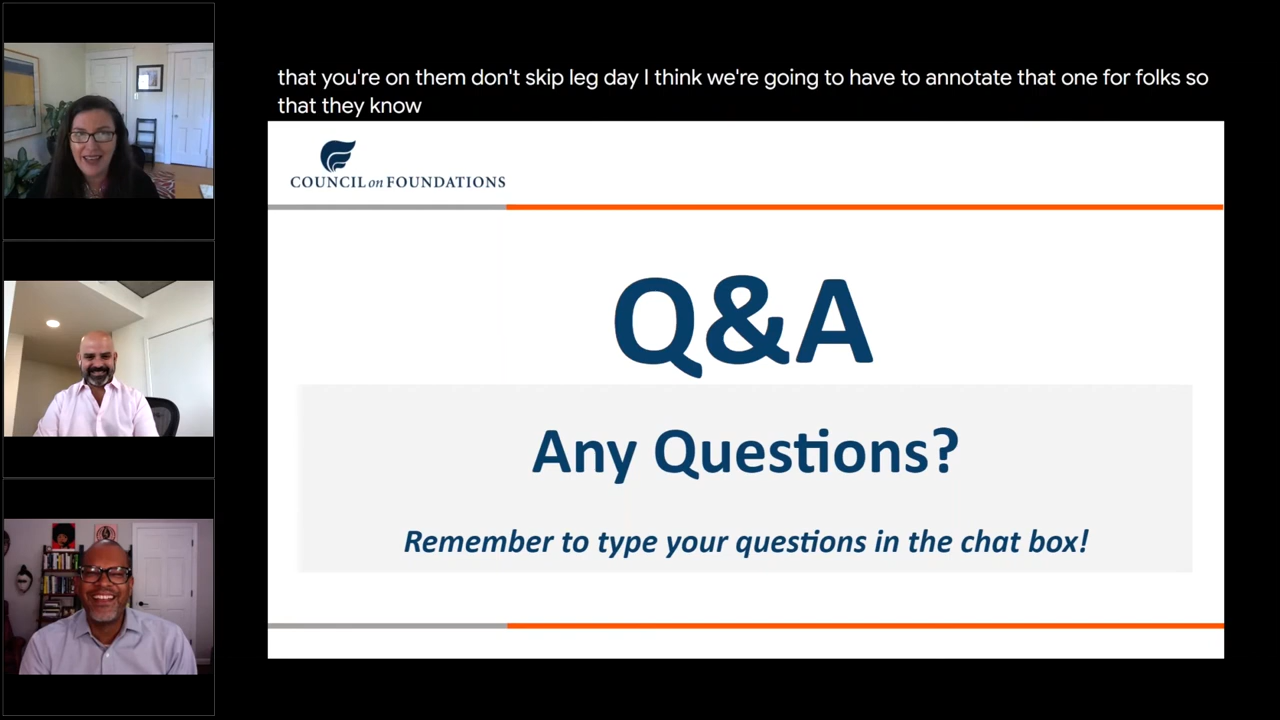 that you're on them don't skip leg day I think we're going to have to annotate that one for folks so
that they know
COUNCIL on FOUNDATIONS
Q&A
Any Questions?
Remember to type your questions in the chat box!